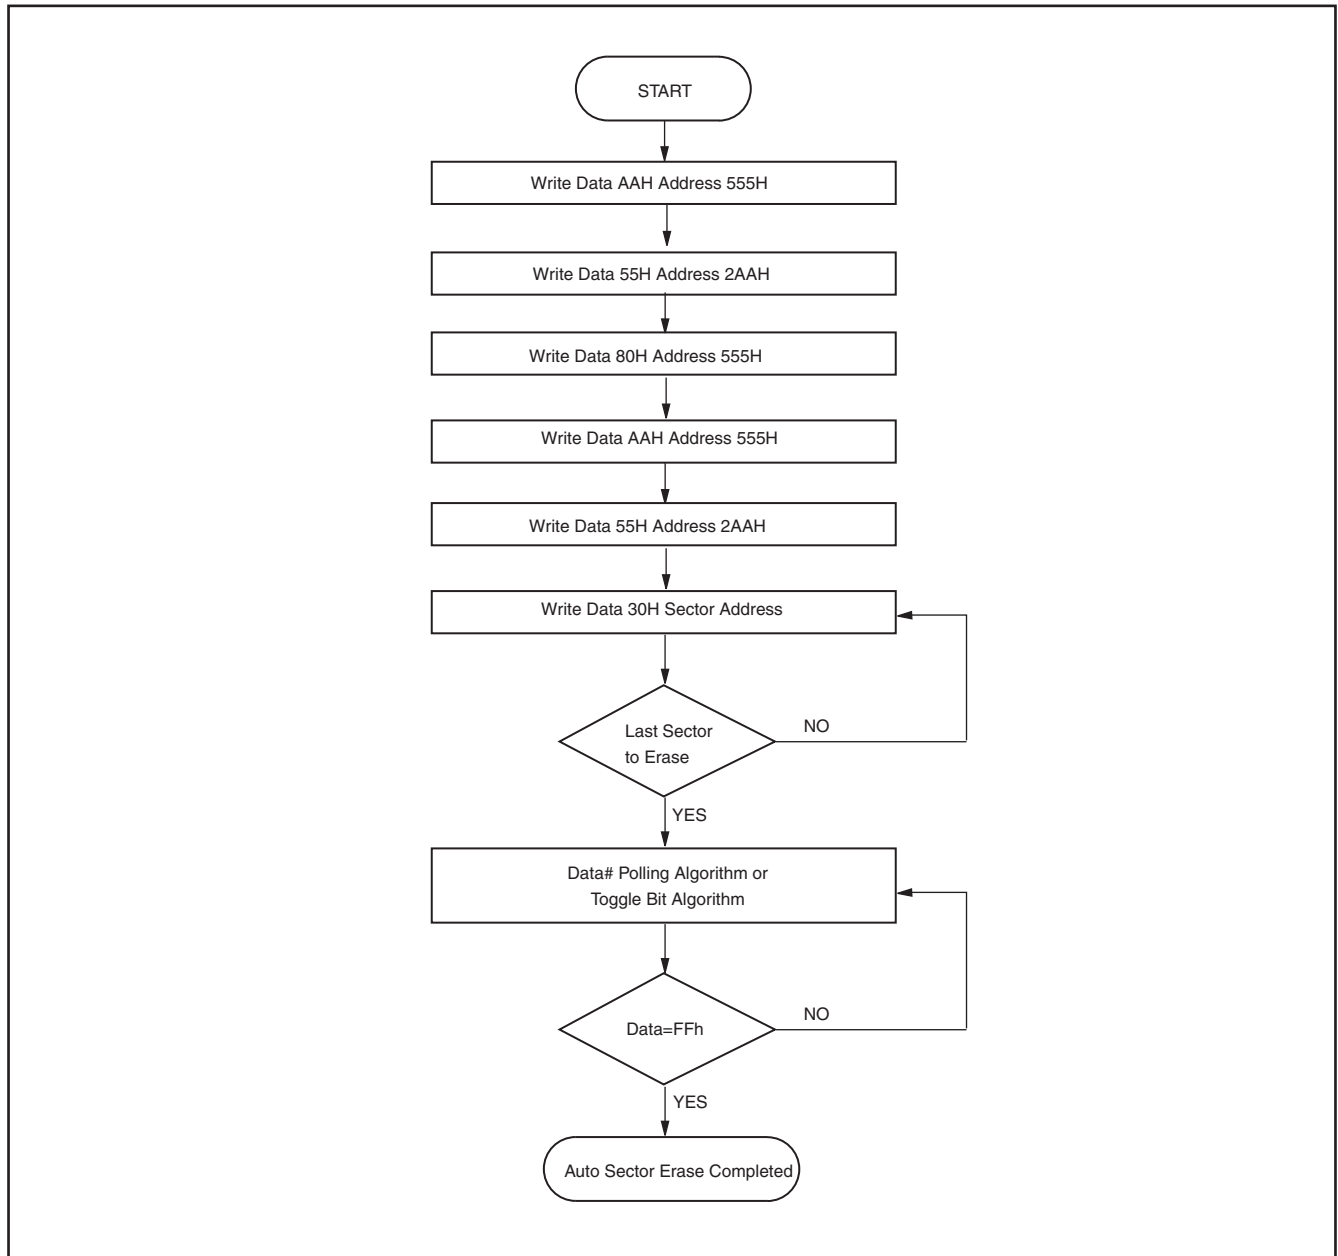 START
Write Data AAH Address 555H
Write Data 55H Address 2AAH
Write Data 80H Address 555H
Write Data AAH Address 555H
Write Data 55H Address 2AAH
Write Data 30H Sector Address
Last Sector
to Erase
NO
YES
Data# Polling Algorithm or
Toggle Bit Algorithm
Data=FFh
NO
YES
Auto Sector Erase Completed